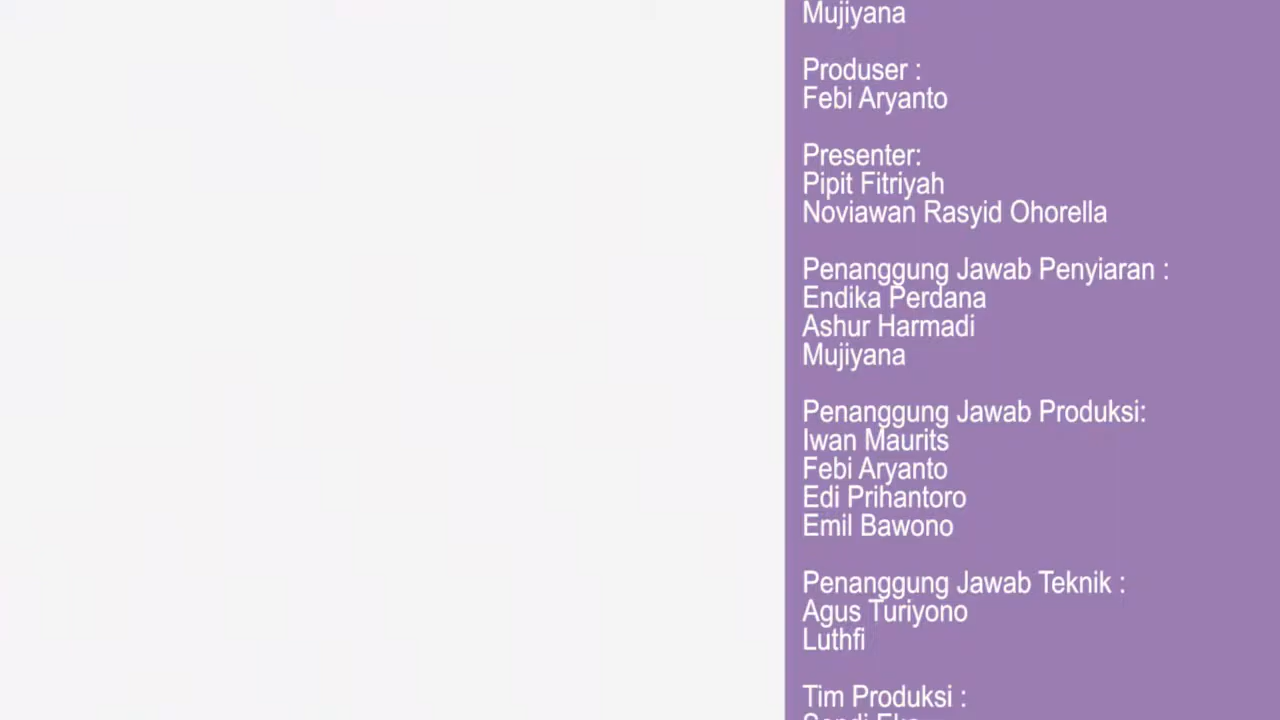 Mujiyana
Produser :
Febi Aryanto
Presenter:
Pipit Fitriyah
Noviawan Rasyid Ohorella
Penanggung Jawab Penyiaran :
Endika Perdana
Ashur Harmadi
Mujiyana
Penanggung Jawab Produksi:
Iwan Maurits
Febi Aryanto
Edi Prihantoro
Emil Bawono
Penanggung Jawab Teknik :
Agus Turiyono
Luthfi
Tim Produksi :